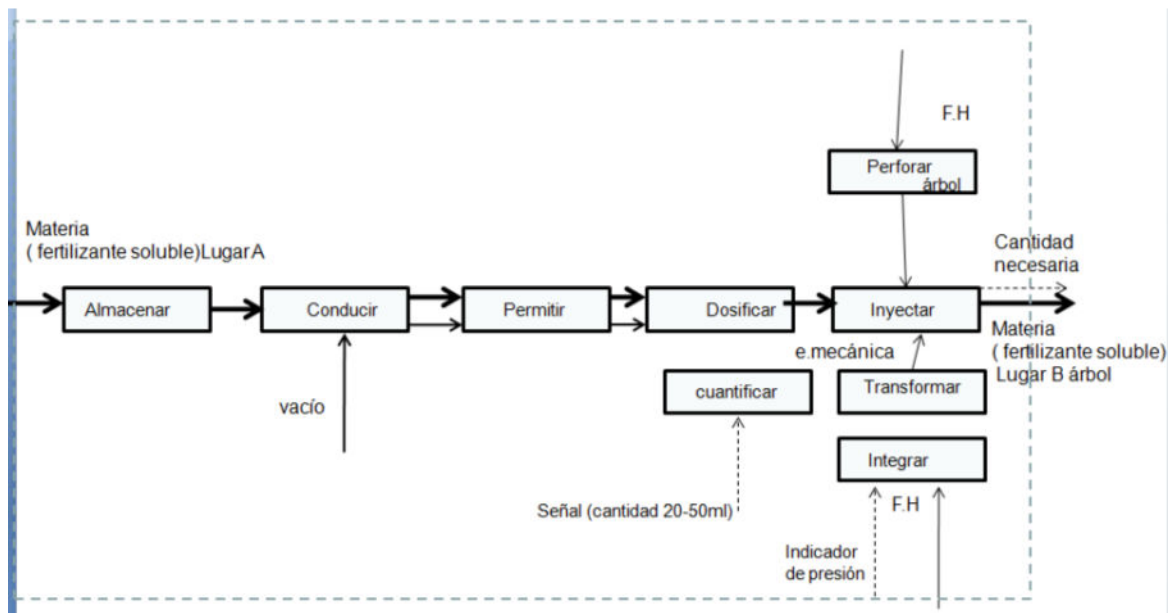 F.H
Perforar
árbol
Materia
( fertilizante soluble)Lugar A
Cantidad
necesaria
Almacenar
Conducir
Permitir
Dosificar
Inyectar
Materia
( fertilizante soluble)
Lugar B árbol
e.mecánica
vacío
cuantificar
Transformar
Integrar
Señal (cantidad 20-50ml)
F.H
Indicador
de presión